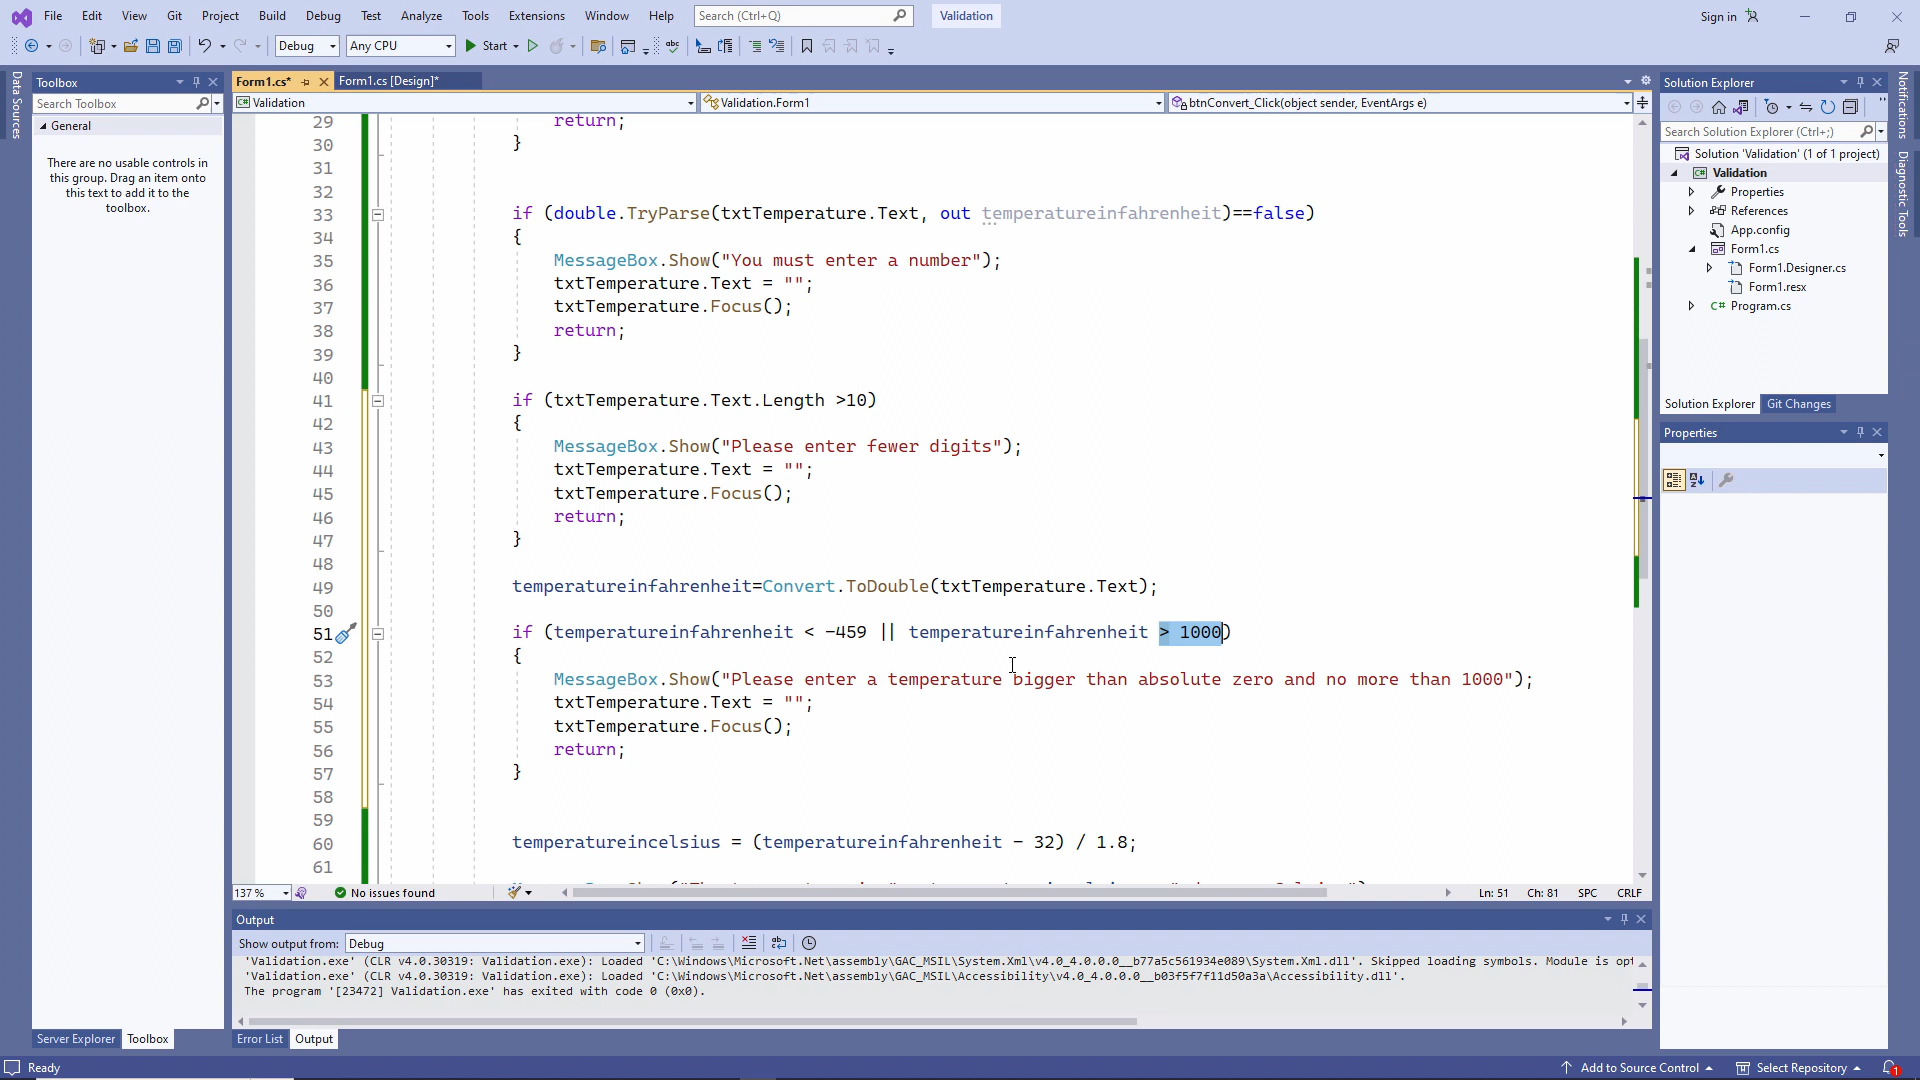 File Edit View Git Project Build Debug Test Analyze Tools Extensions Window Help Search (Ctrl+Q) Validation Sign in
Debug Any CPU Start
Data Sources
Toolbox
Search Toolbox
General
There are no usable controls in
this group. Drag an item onto
this text to add it to the
toolbox.
Server Explorer Toolbox
Form1.cs* Form1.cs [Design]*
Validation Validation.Form1 btnConvert_Click(object sender, EventArgs e)
29 return;
30 }
31
32
33 if (double.TryParse(txtTemperature.Text, out temperatureinfahrenheit)==false)
34 {
35 MessageBox.Show("You must enter a number");
36 txtTemperature.Text = "";
37 txtTemperature.Focus();
38 return;
39 }
40
41 if (txtTemperature.Text.Length >10)
42 {
43 MessageBox.Show("Please enter fewer digits");
44 txtTemperature.Text = "";
45 txtTemperature.Focus();
46 return;
47 }
48
49 temperatureinfahrenheit=Convert.ToDouble(txtTemperature.Text);
50
51 if (temperatureinfahrenheit < -459 || temperatureinfahrenheit > 1000)
52 {
53 MessageBox.Show("Please enter a temperature bigger than absolute zero and no more than 1000");
54 txtTemperature.Text = "";
55 txtTemperature.Focus();
56 return;
57 }
58
59
60 temperatureincelsius = (temperatureinfahrenheit - 32) / 1.8;
61
137 % No issues found Ln: 51 Ch: 81 SPC CRLF
Output
Show output from: Debug
'Validation.exe' (CLR v4.0.30319: Validation.exe): Loaded 'C:\Windows\Microsoft.Net\assembly\GAC_MSIL\System.Xml\v4.0_4.0.0.0__b77a5c561934e089\System.Xml.dll'. Skipped loading symbols. Module is opt
'Validation.exe' (CLR v4.0.30319: Validation.exe): Loaded 'C:\Windows\Microsoft.Net\assembly\GAC_MSIL\Accessibility\v4.0_4.0.0.0__b03f5f7f11d50a3a\Accessibility.dll'.
The program '[23472] Validation.exe' has exited with code 0 (0x0).
Error List Output
Solution Explorer
Search Solution Explorer (Ctrl+;)
Solution 'Validation' (1 of 1 project)
C# Validation
Properties
References
App.config
Form1.cs
Form1.Designer.cs
Form1.resx
C# Program.cs
Solution Explorer Git Changes
Properties
Notifications
Diagnostic Tools
Ready Add to Source Control Select Repository 1